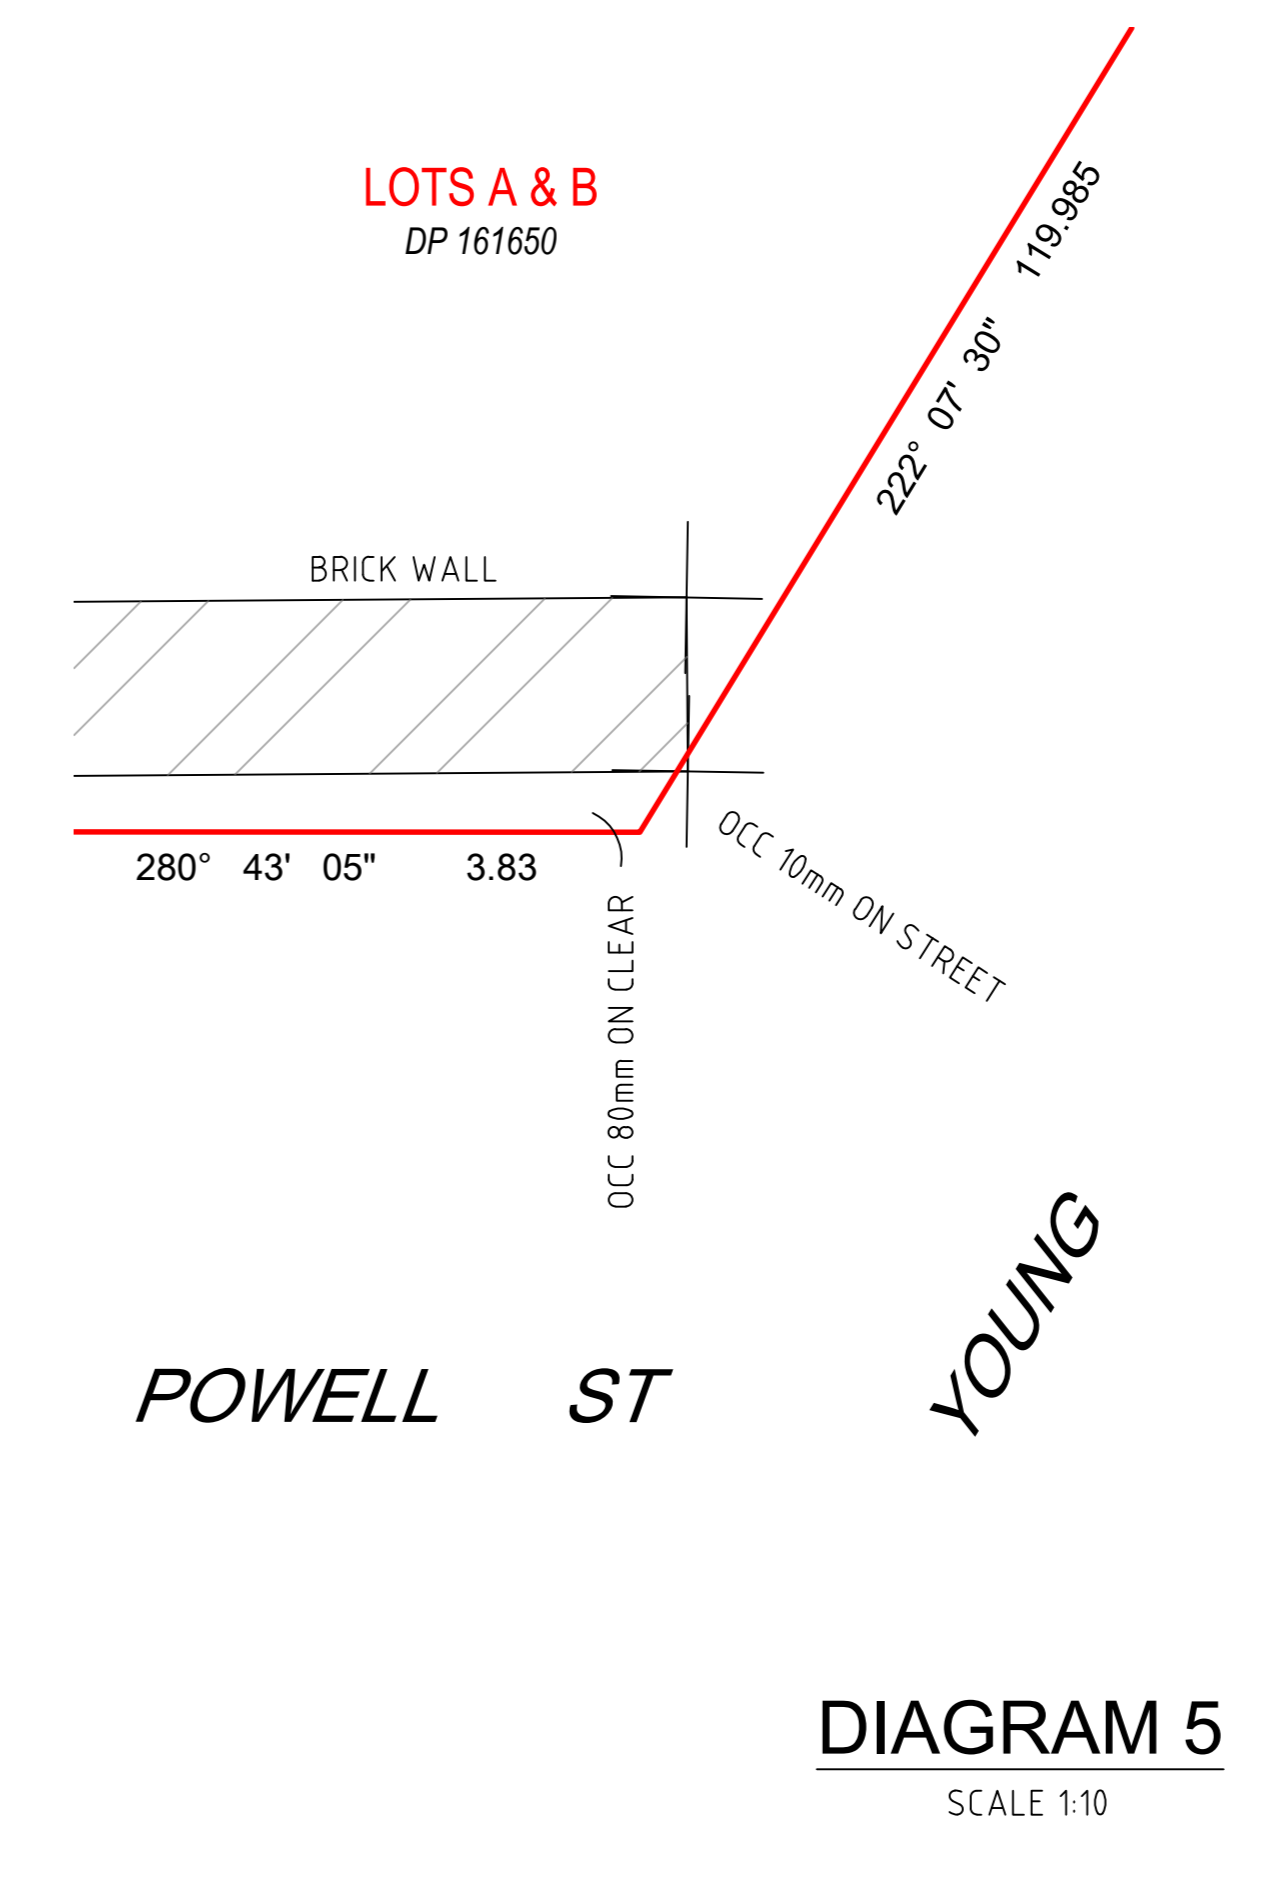 LOTS A & B
DP 161650
222° 07' 30" 119.985
BRICK WALL
280° 43' 05" 3.83
OCC 10mm ON STREET
OCC 80mm ON CLEAR
YOUNG
POWELL ST
DIAGRAM 5
SCALE 1:10